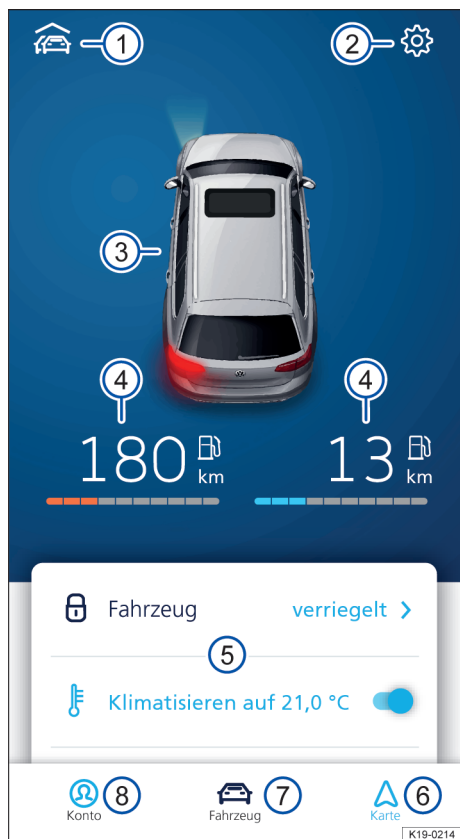 1
2
3
4
4
180 km
13 km
Fahrzeug verriegelt >
5
Klimatisieren auf 21,0 °C
8
7
6
Konto
Fahrzeug
Karte
K19-0214